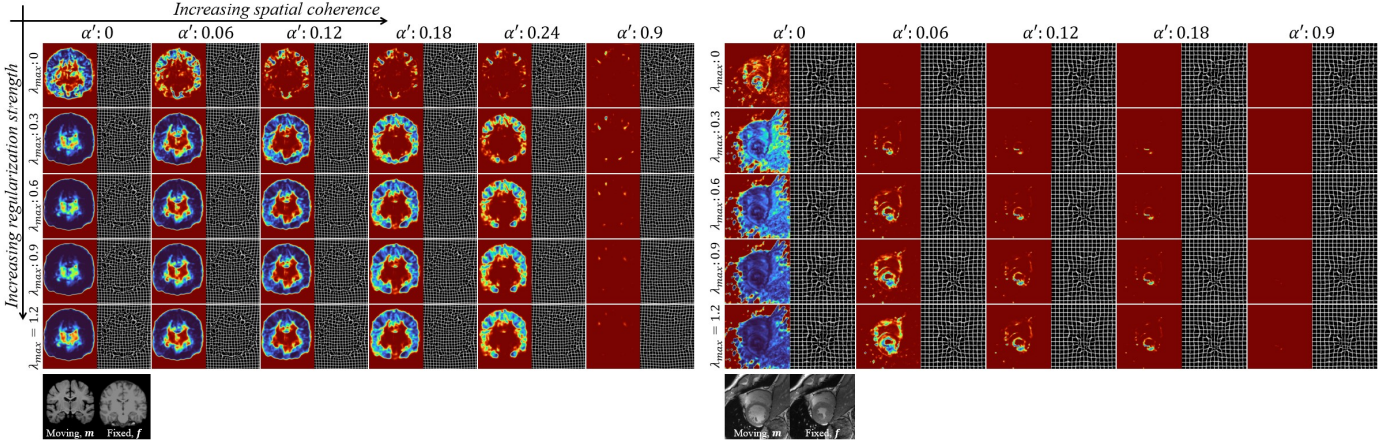 Increasing spatial coherence
α′: 0 α′: 0.06 α′: 0.12 α′: 0.18 α′: 0.24 α′: 0.9
Increasing regularization strength
λmax: 0
λmax: 0.3
λmax: 0.6
λmax: 0.9
λmax = 1.2
Moving, m Fixed, f
α′: 0 α′: 0.06 α′: 0.12 α′: 0.18 α′: 0.9
λmax: 0
λmax: 0.3
λmax: 0.6
λmax: 0.9
λmax = 1.2
Moving, m Fixed, f